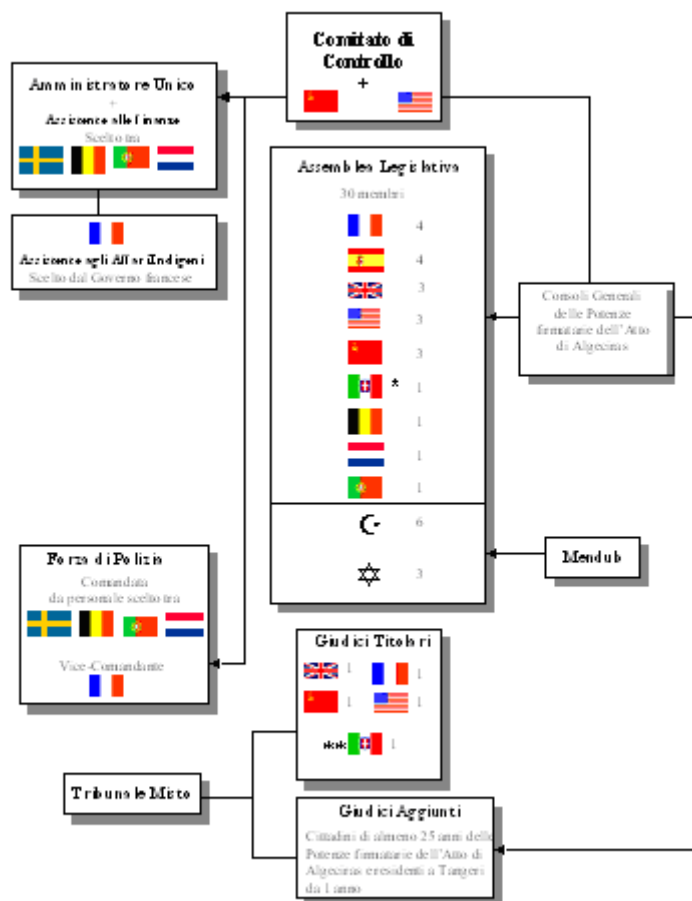 Comitato di
Controllo
+
Amministratore Unico
+
Assistente alle finanze
Scelto tra
Assistente agli Affari Indigeni
Scelto dal Governo francese
Assemblea Legislativa
30 membri
4
4
3
3
3
* 1
1
1
1
6
3
Consoli Generali
delle Potenze
firmatarie dell'Atto
di Algeciras
Mendub
Forza di Polizia
Comandata
da personale scelto tra
Vice-Comandante
Giudici Titolari
1 1
1 1
*** 1
Tribunale Misto
Giudici Aggiunti
Cittadini di almeno 25 anni delle
Potenze firmatarie dell'Atto di
Algeciras e residenti a Tangeri
da 1 anno